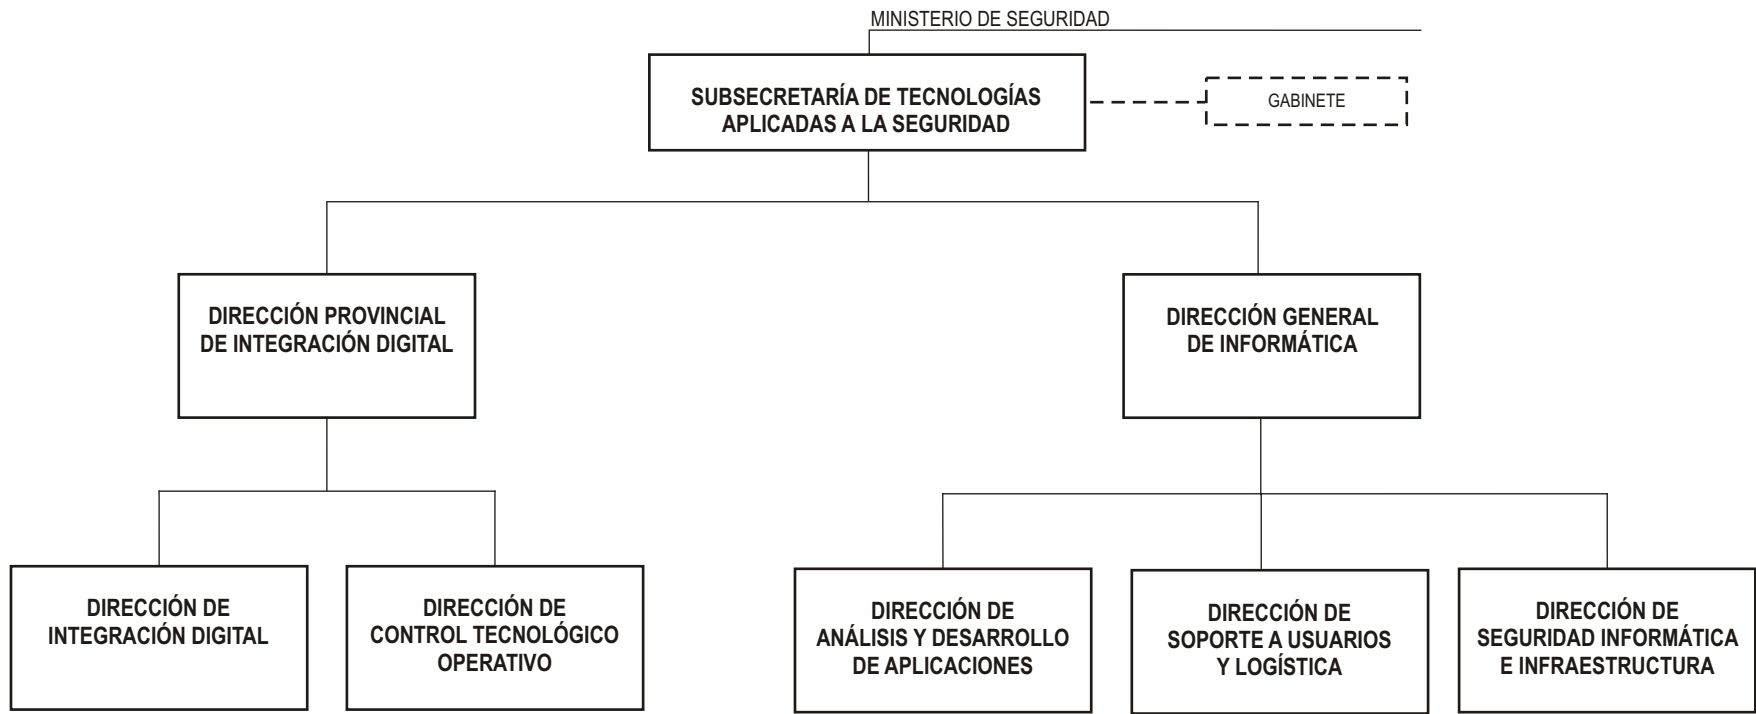 MINISTERIO DE SEGURIDAD
SUBSECRETARÍA DE TECNOLOGÍAS
APLICADAS A LA SEGURIDAD
GABINETE
DIRECCIÓN PROVINCIAL
DE INTEGRACIÓN DIGITAL
DIRECCIÓN GENERAL
DE INFORMÁTICA
DIRECCIÓN DE
INTEGRACIÓN DIGITAL
DIRECCIÓN DE
CONTROL TECNOLÓGICO
OPERATIVO
DIRECCIÓN DE
ANÁLISIS Y DESARROLLO
DE APLICACIONES
DIRECCIÓN DE
SOPORTE A USUARIOS
Y LOGÍSTICA
DIRECCIÓN DE
SEGURIDAD INFORMÁTICA
E INFRAESTRUCTURA